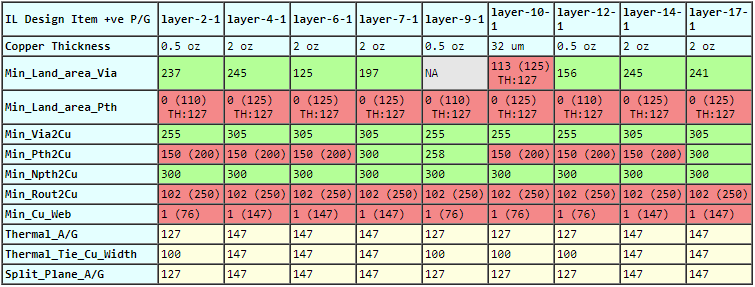 IL Design Item +ve P/G layer-2-1 layer-4-1 layer-6-1 layer-7-1 layer-9-1 layer-10-1 layer-12-1 layer-14-1 layer-17-1
Copper Thickness 0.5 oz 2 oz 2 oz 2 oz 0.5 oz 32 um 0.5 oz 2 oz 2 oz
Min_Land_area_Via 237 245 125 197 NA 113 (125) TH:127 156 245 241
Min_Land_area_Pth 0 (110) TH:127 0 (125) TH:127 0 (125) TH:127 0 (125) TH:127 0 (110) TH:127 0 (125) TH:127 0 (110) TH:127 0 (125) TH:127 0 (125) TH:127
Min_Via2Cu 255 305 305 305 255 255 255 305 305
Min_Pth2Cu 150 (200) 150 (200) 150 (200) 300 258 150 (200) 150 (200) 150 (200) 300
Min_Npth2Cu 300 300 300 300 300 300 300 300 300
Min_Rout2Cu 102 (250) 102 (250) 102 (250) 102 (250) 102 (250) 102 (250) 102 (250) 102 (250) 102 (250)
Min_Cu_Web 1 (76) 1 (147) 1 (147) 1 (147) 1 (76) 1 (76) 1 (76) 1 (147) 1 (147)
Thermal_A/G 127 147 147 147 127 127 127 147 147
Thermal_Tie_Cu_Width 100 147 147 147 100 100 100 147 147
Split_Plane_A/G 127 147 147 147 127 127 127 147 147